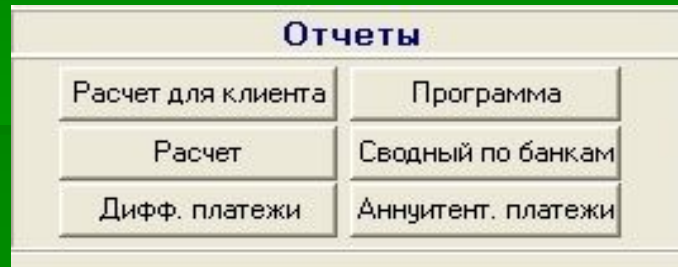 Отчеты
Расчет для клиента Программа
Расчет Сводный по банкам
Дифф. платежи Аннуитент. платежи